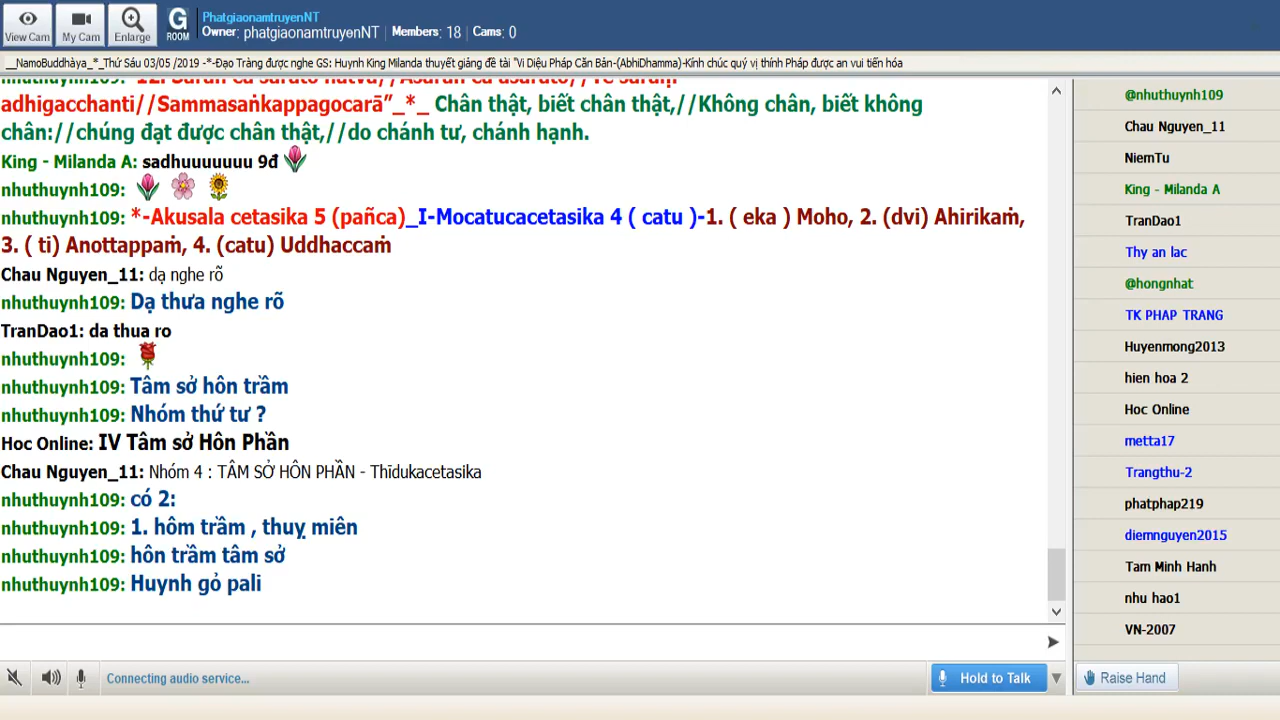 View Cam
My Cam
Enlarge
G ROOM
PhatgiaonamtruyenNT
Owner: phatgiaonamtruyenNT Members: 18 Cams: 0
__NamoBuddhàya_*_Thứ Sáu 03/05 /2019 -*-Đạo Tràng được nghe GS: Huynh King Milanda thuyết giảng đề tài "Vi Diệu Pháp Căn Bản-(AbhiDhamma)-Kính chúc quý vị thính Pháp được an vui tiến hóa
adhigacchanti//Sammasaṅkappagocarā”_*_ Chân thật, biết chân thật,//Không chân, biết không
chân://chúng đạt được chân thật,//do chánh tư, chánh hạnh.
King - Milanda A: sadhuuuuuuu 9đ
nhuthuynh109:
nhuthuynh109: *-Akusala cetasika 5 (pañca)_I-Mocatucacetasika 4 ( catu )-1. ( eka ) Moho, 2. (dvi) Ahirikaṁ,
3. ( ti) Anottappaṁ, 4. (catu) Uddhaccaṁ
Chau Nguyen_11: dạ nghe rõ
nhuthuynh109: Dạ thưa nghe rõ
TranDao1: da thua ro
nhuthuynh109:
nhuthuynh109: Tâm sở hôn trầm
nhuthuynh109: Nhóm thứ tư ?
Hoc Online: IV Tâm sở Hôn Phần
Chau Nguyen_11: Nhóm 4 : TÂM SỞ HÔN PHẦN - Thīdukacetasika
nhuthuynh109: có 2:
nhuthuynh109: 1. hôm trầm , thuỵ miên
nhuthuynh109: hôn trầm tâm sở
nhuthuynh109: Huynh gỏ pali
@nhuthuynh109
Chau Nguyen_11
NiemTu
King - Milanda A
TranDao1
Thy an lac
@hongnhat
TK PHAP TRANG
Huyenmong2013
hien hoa 2
Hoc Online
metta17
Trangthu-2
phatphap219
diemnguyen2015
Tam Minh Hanh
nhu hao1
VN-2007
Connecting audio service...
Hold to Talk
Raise Hand